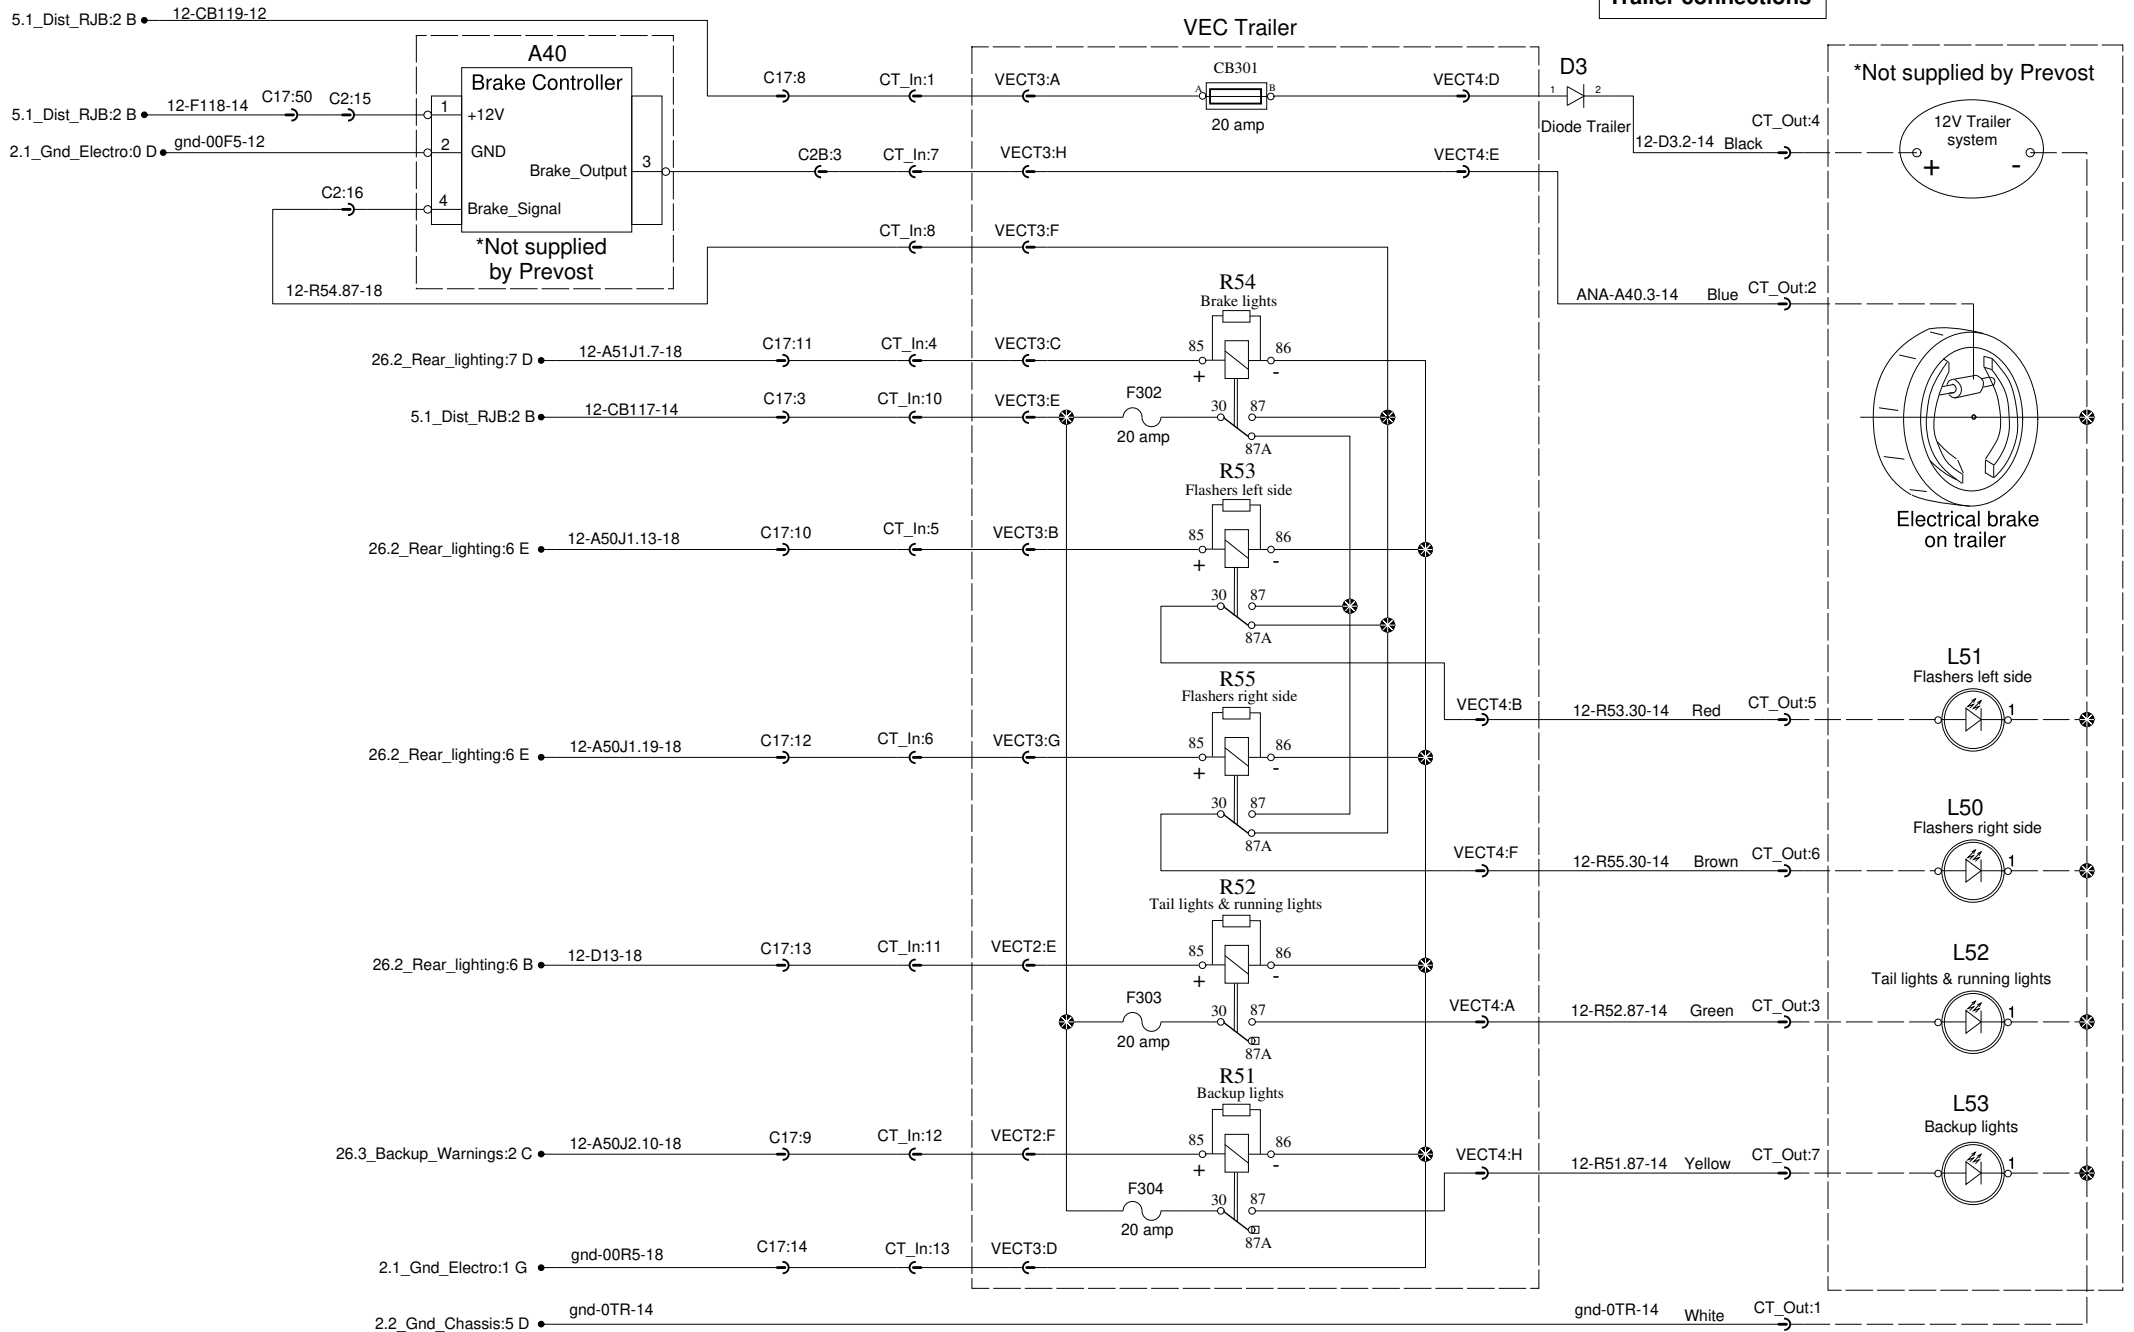 Trailer connections
5.1_Dist_RJB:2 B
12-CB119-12
VEC Trailer
A40
Brake Controller
+12V
GND
Brake_Output
Brake_Signal
1
2
3
4
*Not supplied
by Prevost
5.1_Dist_RJB:2 B
12-F118-14
C17:50
C2:15
2.1_Gnd_Electro:0 D
gnd-00F5-12
C2:16
12-R54.87-18
C17:8
CT_In:1
VECT3:A
CB301
A
B
20 amp
VECT4:D
D3
1
2
Diode Trailer
12-D3.2-14
Black
CT_Out:4
*Not supplied by Prevost
12V Trailer
system
+
-
C2B:3
CT_In:7
VECT3:H
VECT4:E
ANA-A40.3-14
Blue
CT_Out:2
CT_In:8
VECT3:F
Electrical brake
on trailer
R54
Brake lights
26.2_Rear_lighting:7 D
12-A51J1.7-18
C17:11
CT_In:4
VECT3:C
85
86
+
-
5.1_Dist_RJB:2 B
12-CB117-14
C17:3
CT_In:10
VECT3:E
F302
20 amp
30
87
87A
R53
Flashers left side
26.2_Rear_lighting:6 E
12-A50J1.13-18
C17:10
CT_In:5
VECT3:B
85
86
+
-
30
87
87A
L51
Flashers left side
VECT4:B
12-R53.30-14
Red
CT_Out:5
1
R55
Flashers right side
26.2_Rear_lighting:6 E
12-A50J1.19-18
C17:12
CT_In:6
VECT3:G
85
86
+
-
30
87
87A
L50
Flashers right side
VECT4:F
12-R55.30-14
Brown
CT_Out:6
1
R52
Tail lights & running lights
26.2_Rear_lighting:6 B
12-D13-18
C17:13
CT_In:11
VECT2:E
85
86
+
-
F303
20 amp
30
87
87A
L52
Tail lights & running lights
VECT4:A
12-R52.87-14
Green
CT_Out:3
1
R51
Backup lights
26.3_Backup_Warnings:2 C
12-A50J2.10-18
C17:9
CT_In:12
VECT2:F
85
86
+
-
F304
20 amp
30
87
87A
L53
Backup lights
VECT4:H
12-R51.87-14
Yellow
CT_Out:7
1
2.1_Gnd_Electro:1 G
gnd-00R5-18
C17:14
CT_In:13
VECT3:D
2.2_Gnd_Chassis:5 D
gnd-0TR-14
gnd-0TR-14
White
CT_Out:1